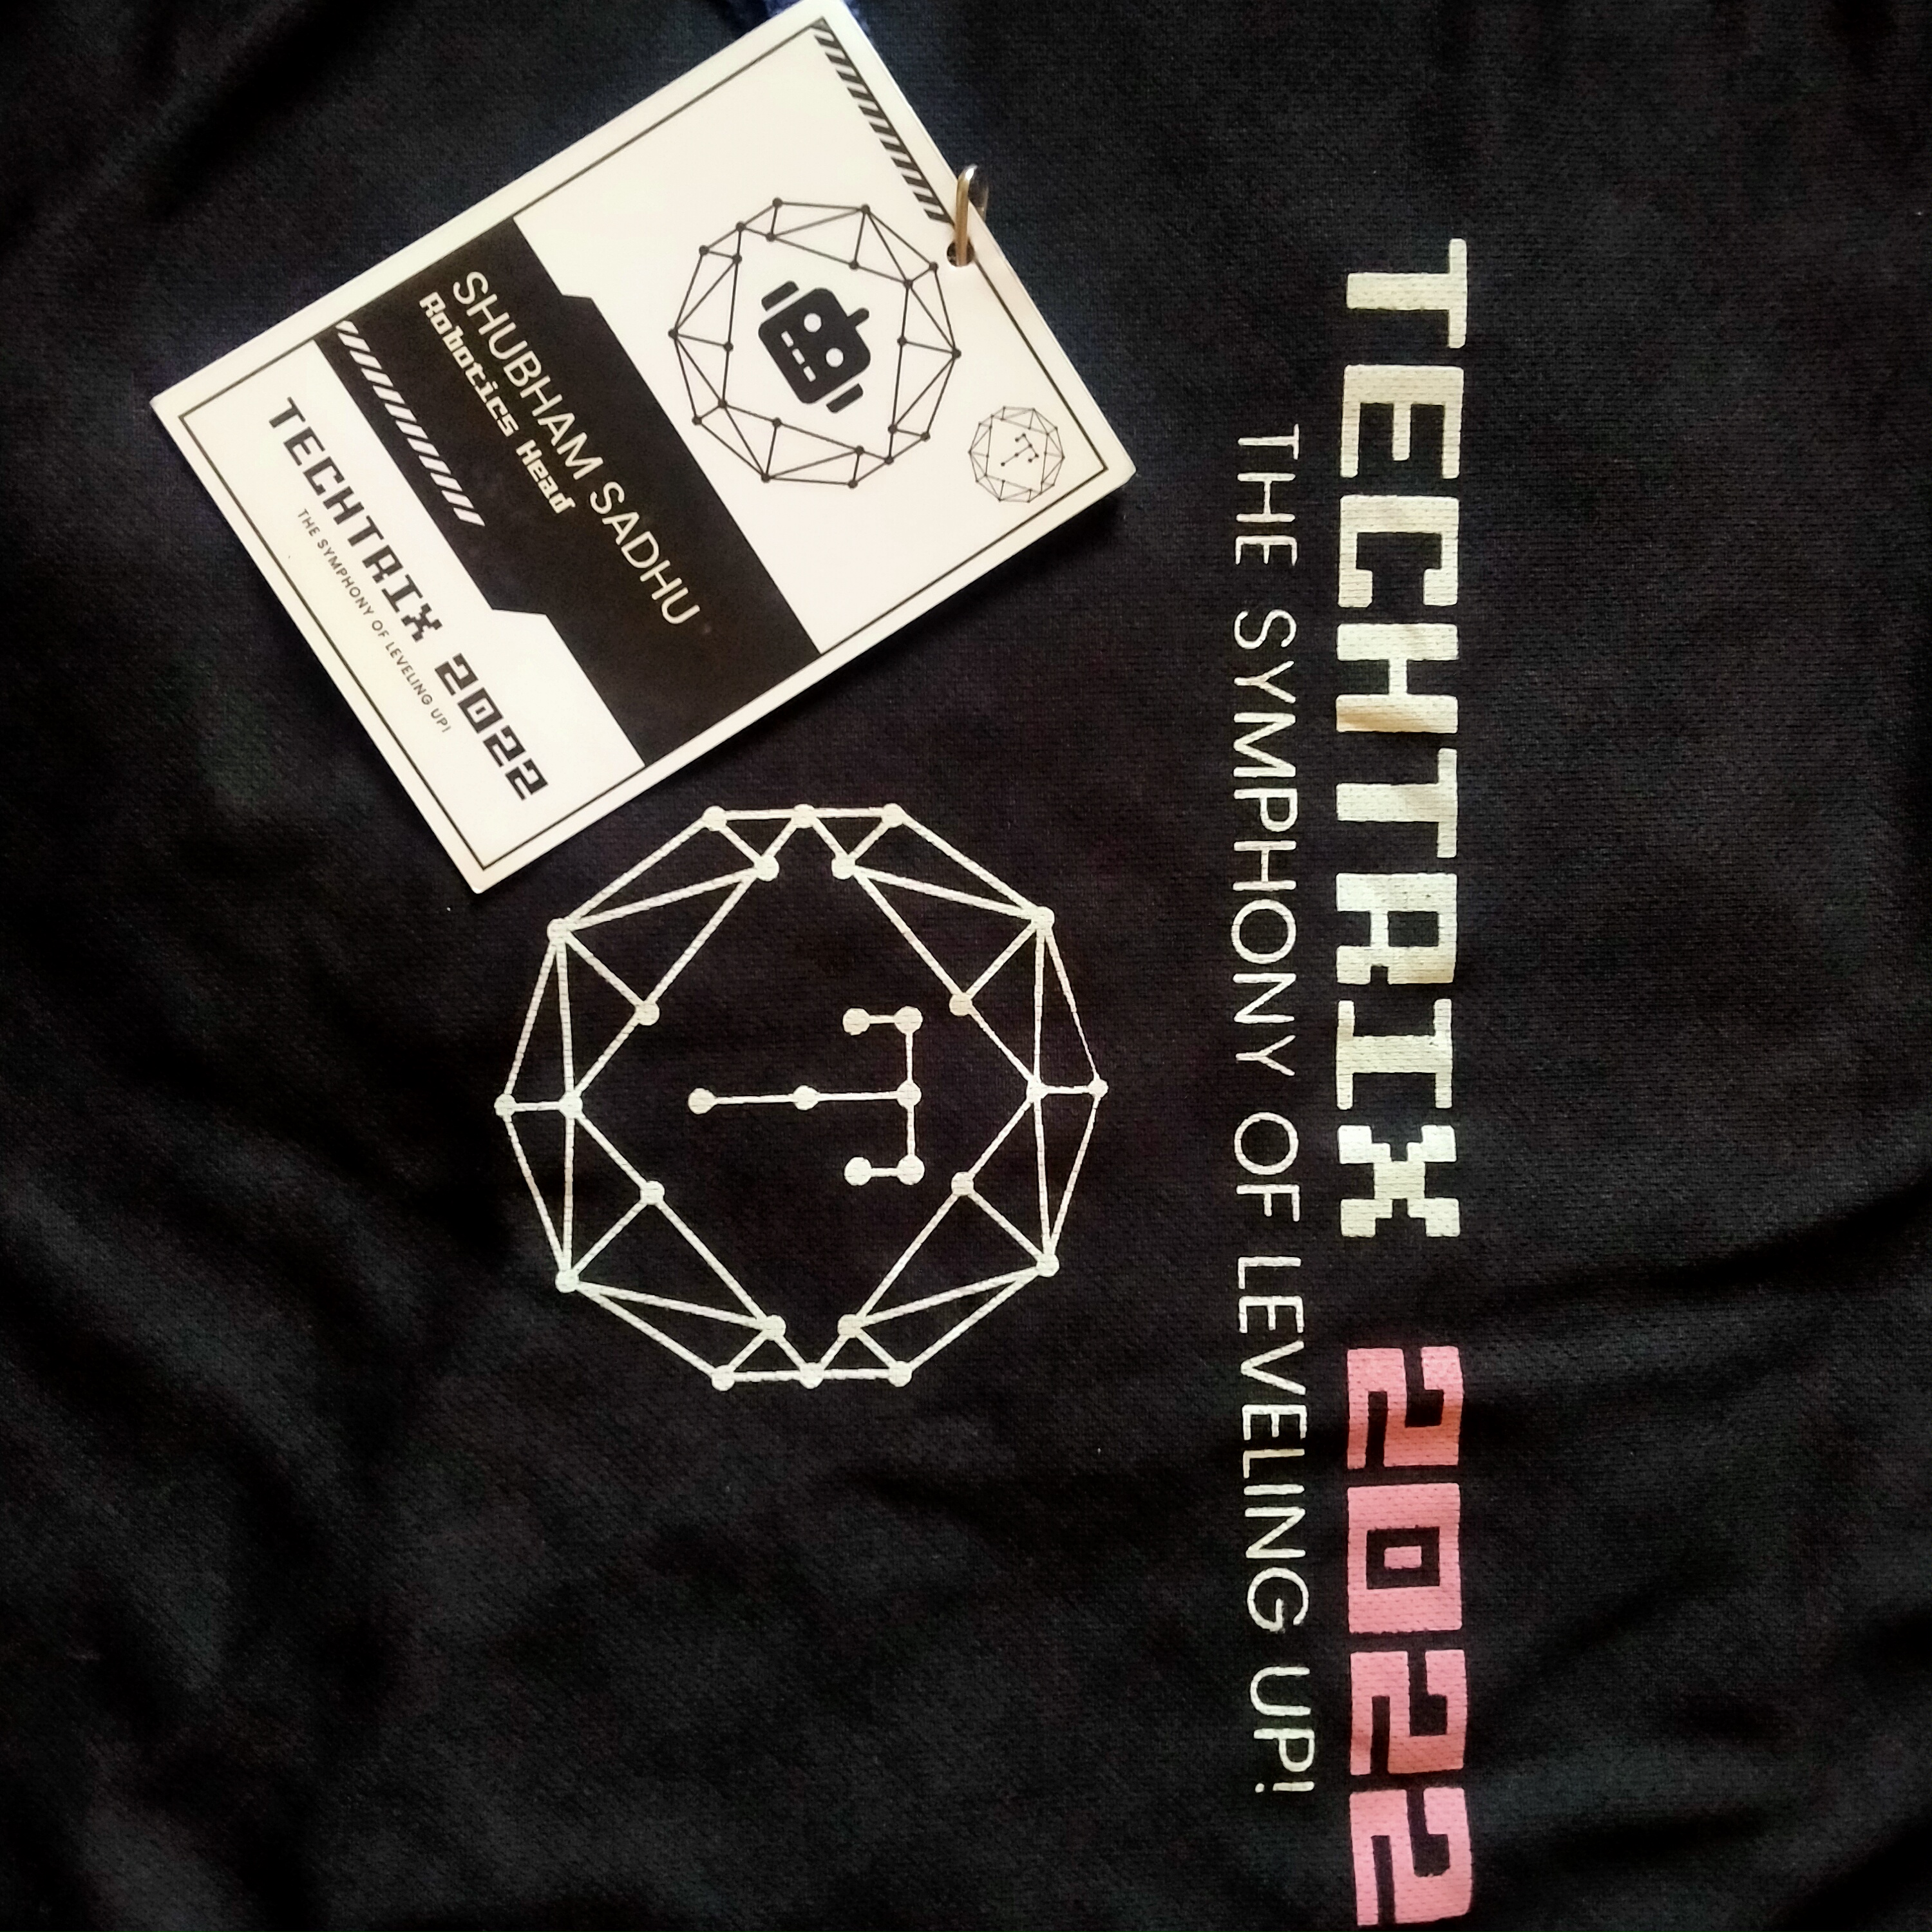 TECHTRIX 2022
THE SYMPHONY OF LEVELING UP!
SHUBHAM SADHU
Robotics Head
TECHTRIX 2022
THE SYMPHONY OF LEVELING UP!